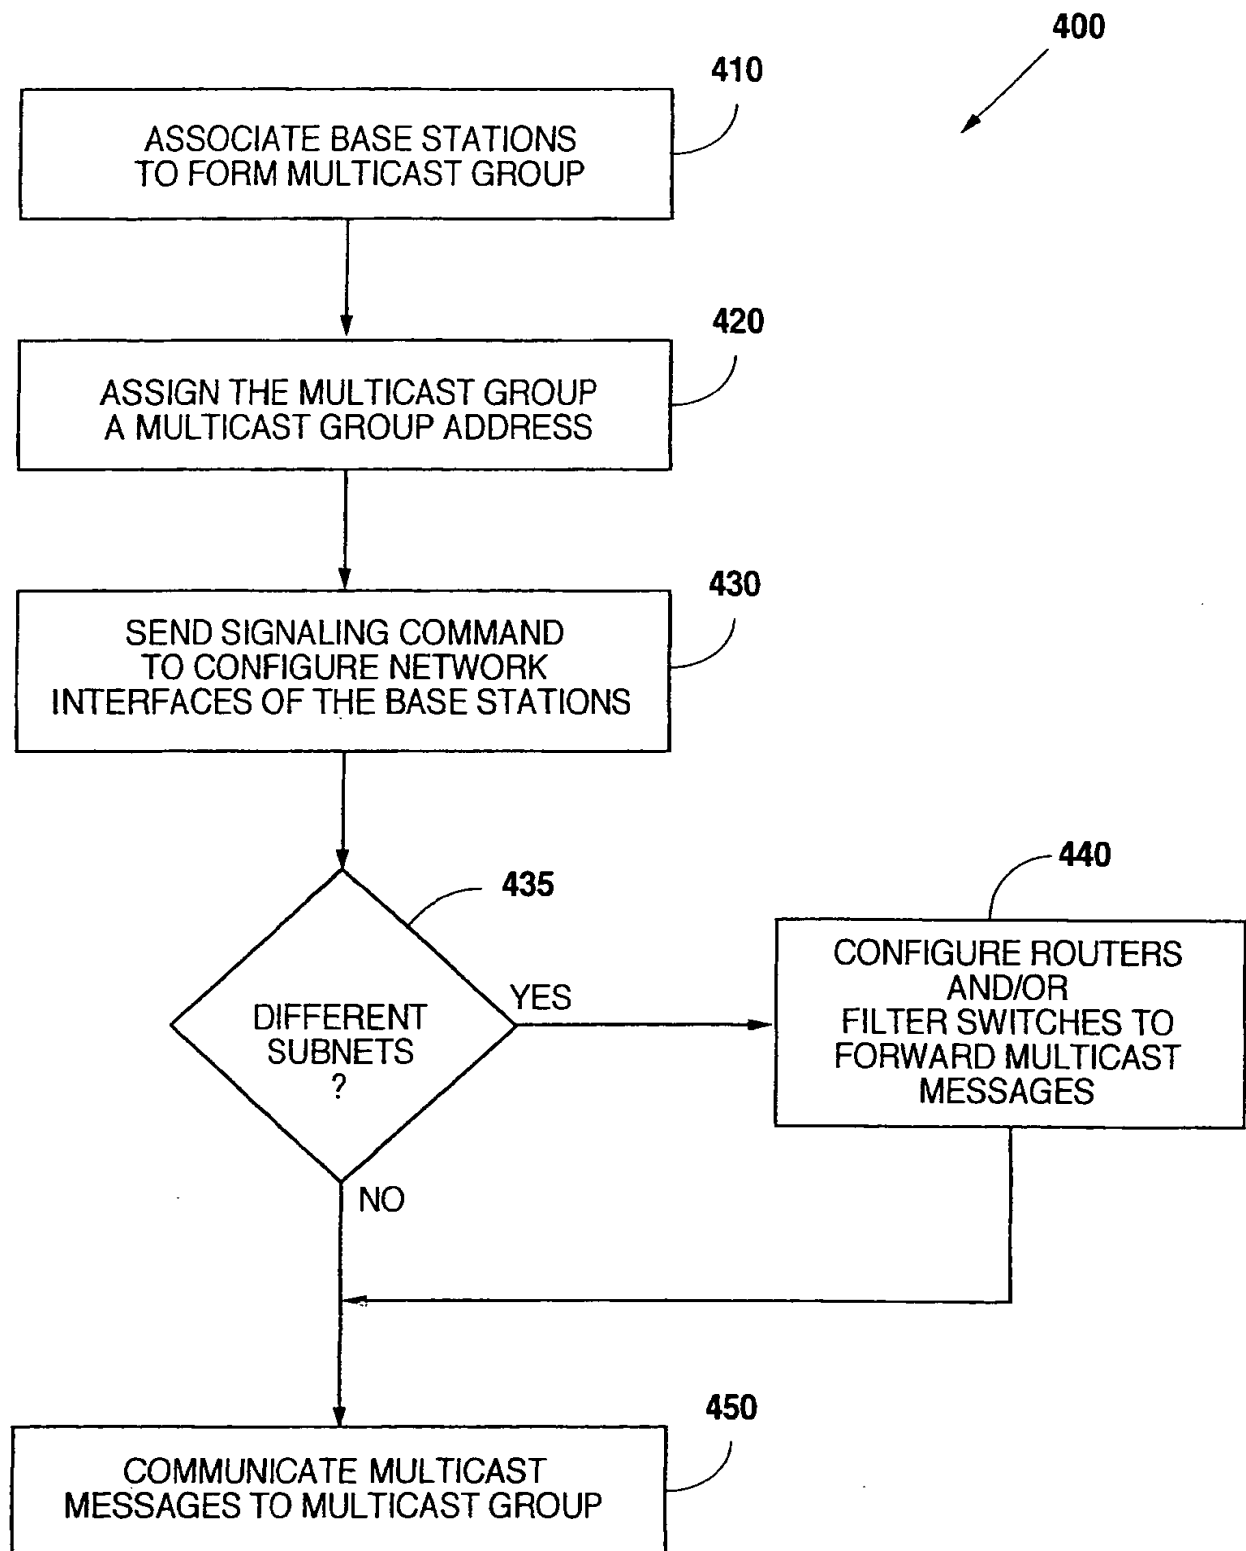 400
410
ASSOCIATE BASE STATIONS
TO FORM MULTICAST GROUP
420
ASSIGN THE MULTICAST GROUP
A MULTICAST GROUP ADDRESS
430
SEND SIGNALING COMMAND
TO CONFIGURE NETWORK
INTERFACES OF THE BASE STATIONS
435
DIFFERENT
SUBNETS
?
YES
440
CONFIGURE ROUTERS
AND/OR
FILTER SWITCHES TO
FORWARD MULTICAST
MESSAGES
NO
450
COMMUNICATE MULTICAST
MESSAGES TO MULTICAST GROUP